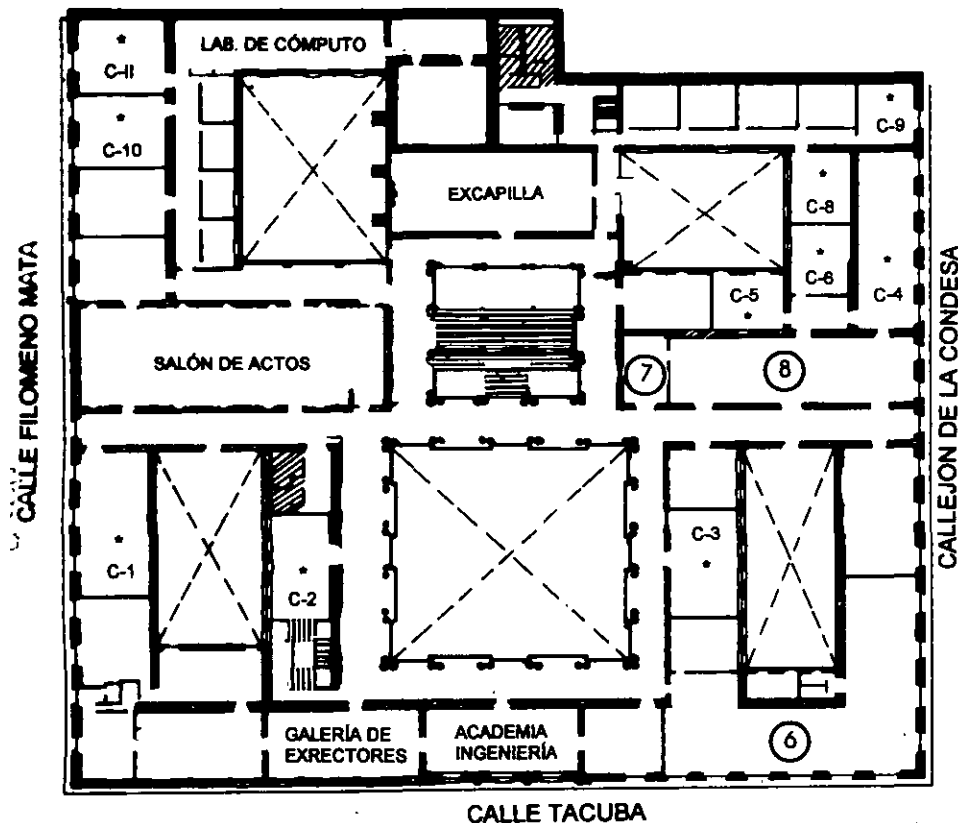 LAB. DE CÓMPUTO
C-11
C-10
C-9
EXCAPILLA
C-8
C-6
C-5
C-4
SALÓN DE ACTOS
7
8
CALLE FILOMENO MATA
CALLEJON DE LA CONDESA
C-1
C-2
C-3
GALERÍA DE
EXRECTORES
ACADEMIA
INGENIERÍA
6
CALLE TACUBA